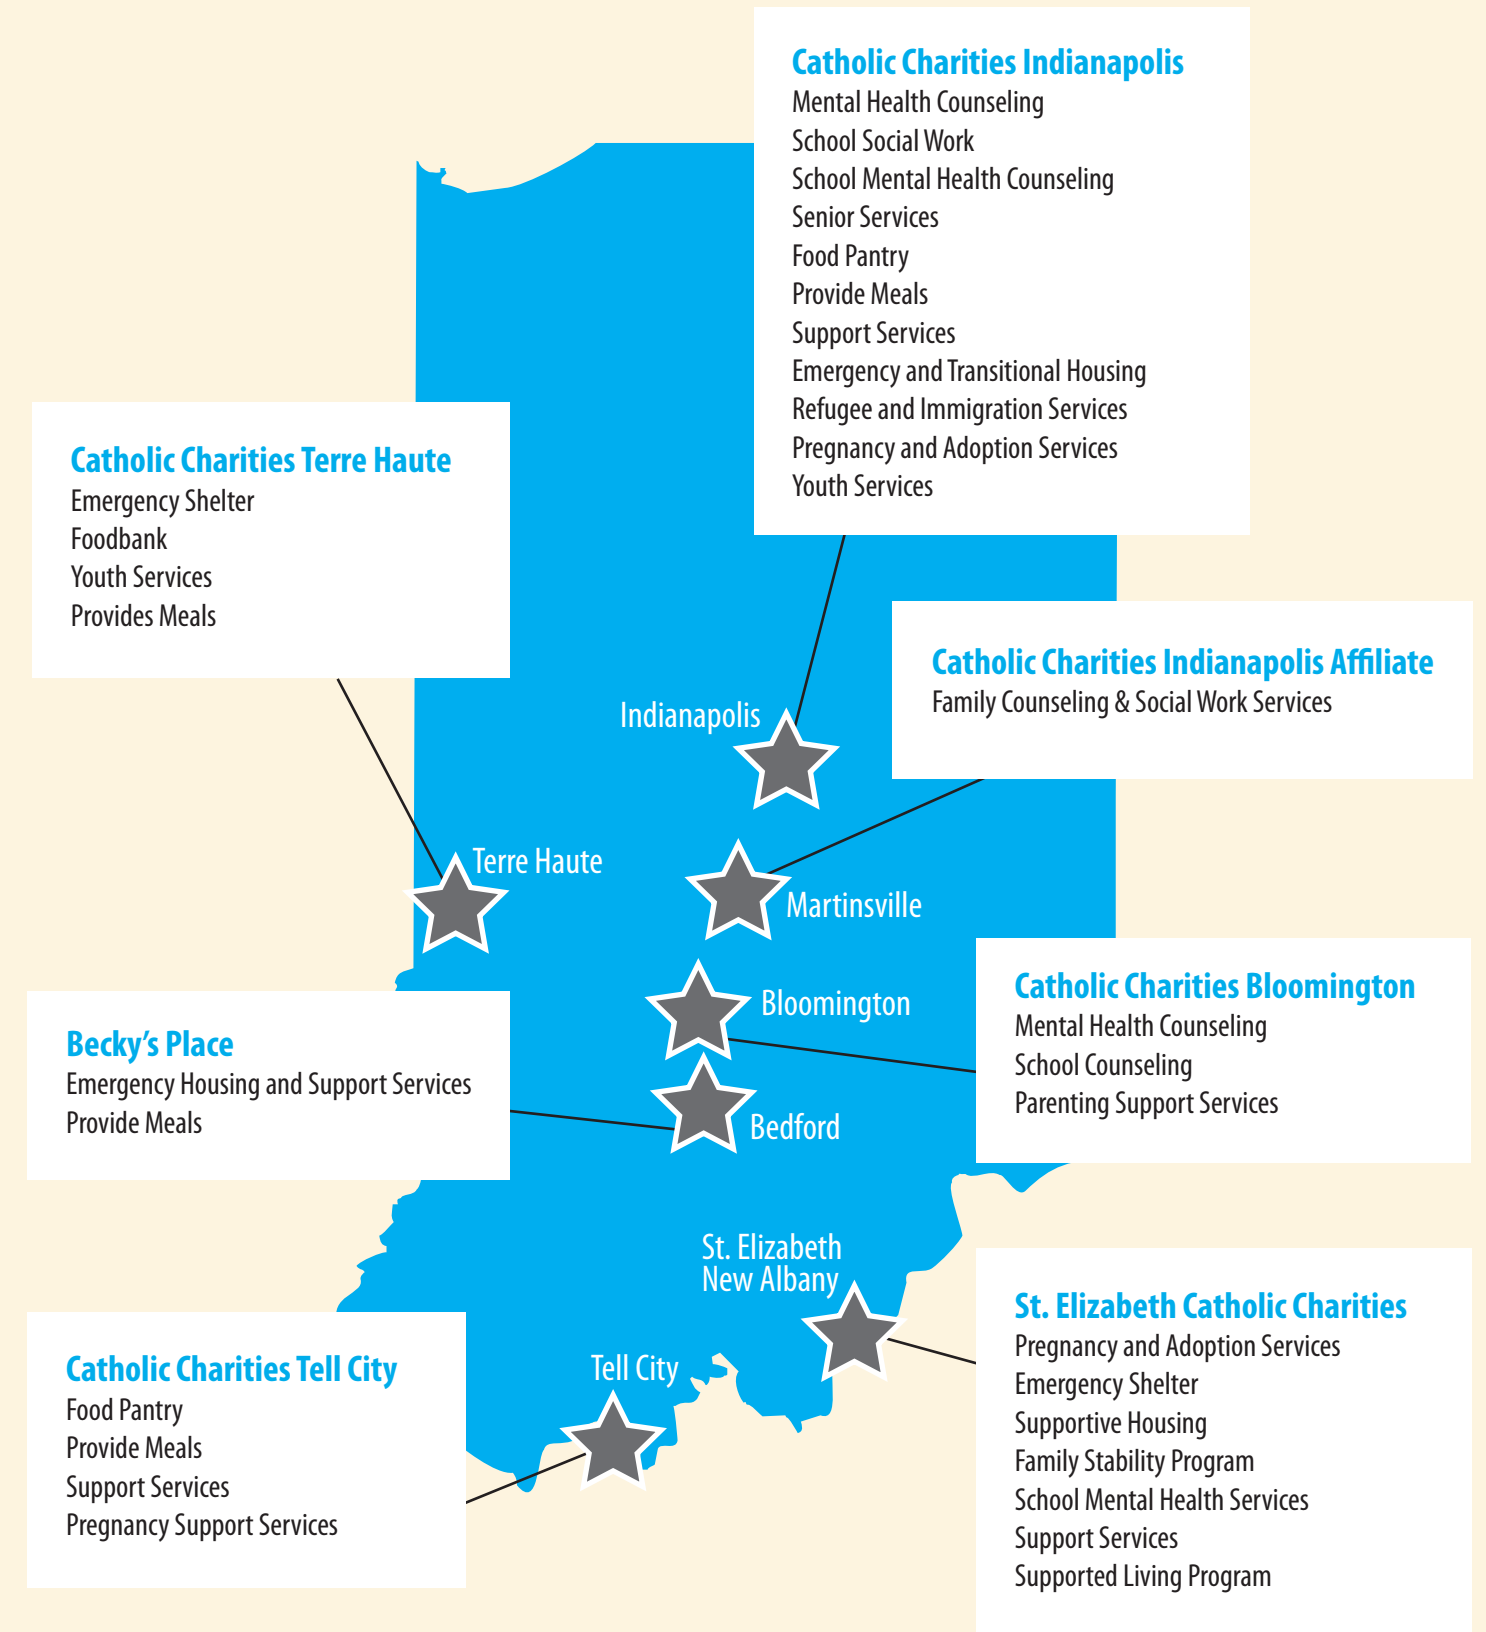 Catholic Charities Indianapolis
Mental Health Counseling
School Social Work
School Mental Health Counseling
Senior Services
Food Pantry
Provide Meals
Support Services
Emergency and Transitional Housing
Refugee and Immigration Services
Pregnancy and Adoption Services
Youth Services
Catholic Charities Terre Haute
Emergency Shelter
Foodbank
Youth Services
Provides Meals
Catholic Charities Indianapolis Affiliate
Family Counseling & Social Work Services
Indianapolis
Terre Haute
Martinsville
Bloomington
Bedford
Catholic Charities Bloomington
Mental Health Counseling
School Counseling
Parenting Support Services
Becky’s Place
Emergency Housing and Support Services
Provide Meals
St. Elizabeth
New Albany
Tell City
St. Elizabeth Catholic Charities
Pregnancy and Adoption Services
Emergency Shelter
Supportive Housing
Family Stability Program
School Mental Health Services
Support Services
Supported Living Program
Catholic Charities Tell City
Food Pantry
Provide Meals
Support Services
Pregnancy Support Services